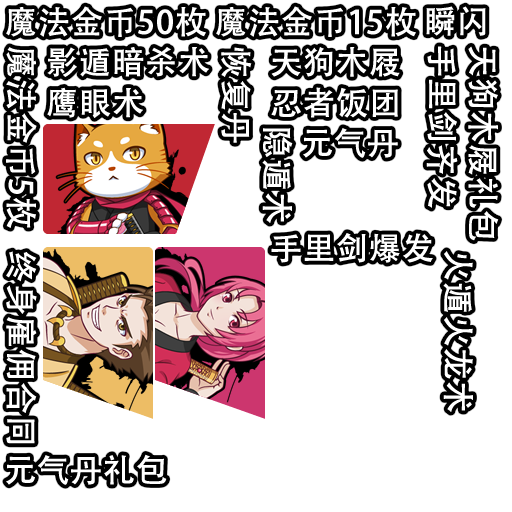 魔法金币50枚
魔法金币15枚
瞬闪
魔法金币5枚
影遁暗杀术
恢复丹
天狗木屐
手里剑齐发
天狗木屐礼包
鹰眼术
忍者饭团
隐遁术
元气丹
手里剑爆发
终身雇佣合同
火遁火龙术
元气丹礼包